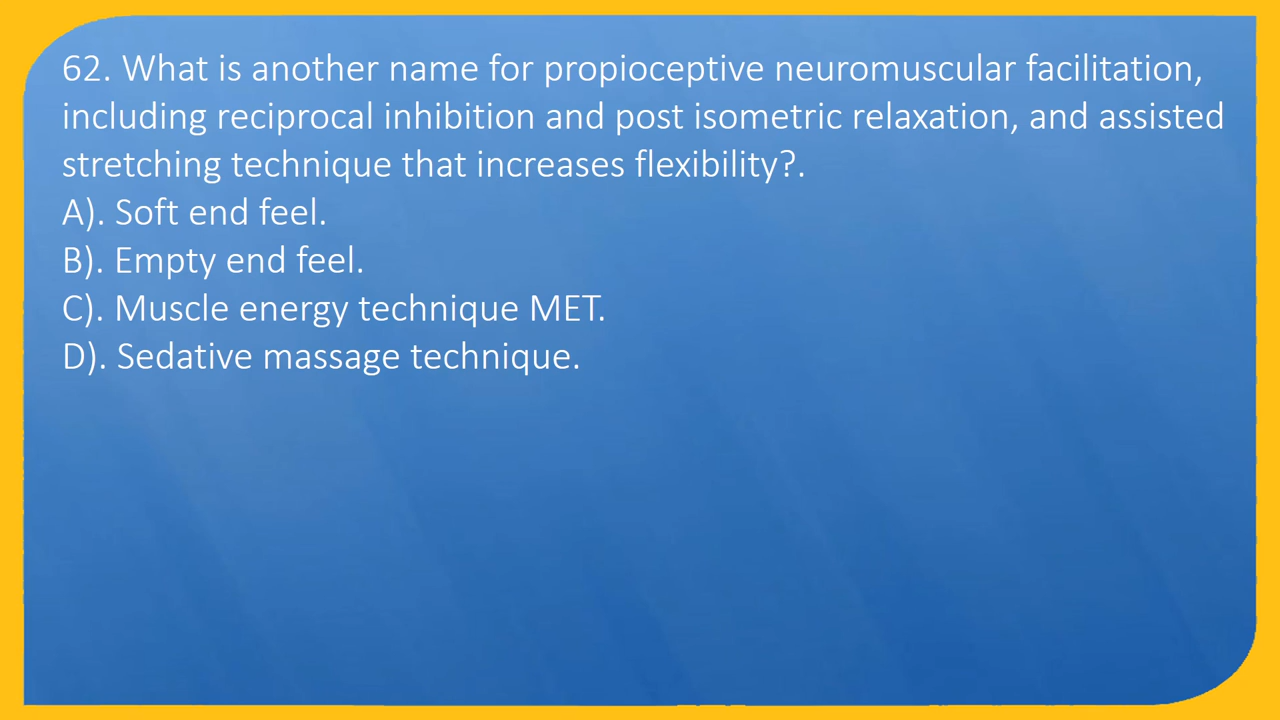 62. What is another name for propioceptive neuromuscular facilitation,
including reciprocal inhibition and post isometric relaxation, and assisted
stretching technique that increases flexibility?.
A). Soft end feel.
B). Empty end feel.
C). Muscle energy technique MET.
D). Sedative massage technique.